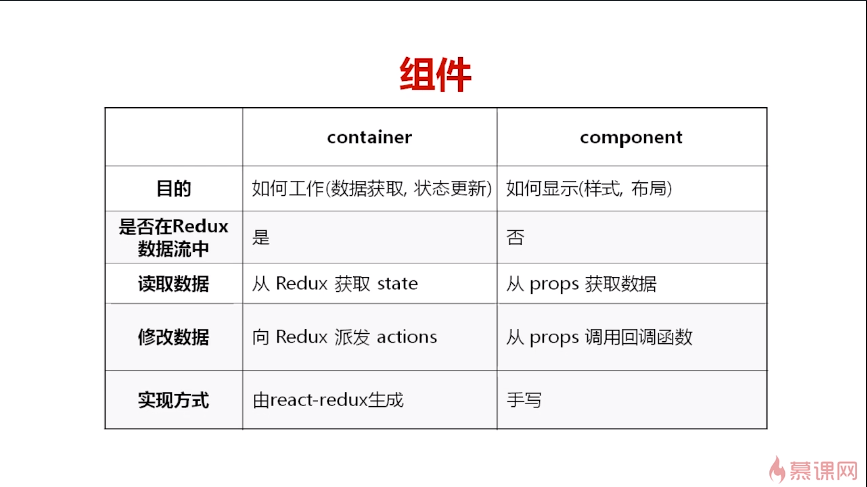 组件
container
component
目的
如何工作(数据获取, 状态更新)
如何显示(样式, 布局)
是否在Redux
数据流中
是
否
读取数据
从 Redux 获取 state
从 props 获取数据
修改数据
向 Redux 派发 actions
从 props 调用回调函数
实现方式
由react-redux生成
手写
慕课网